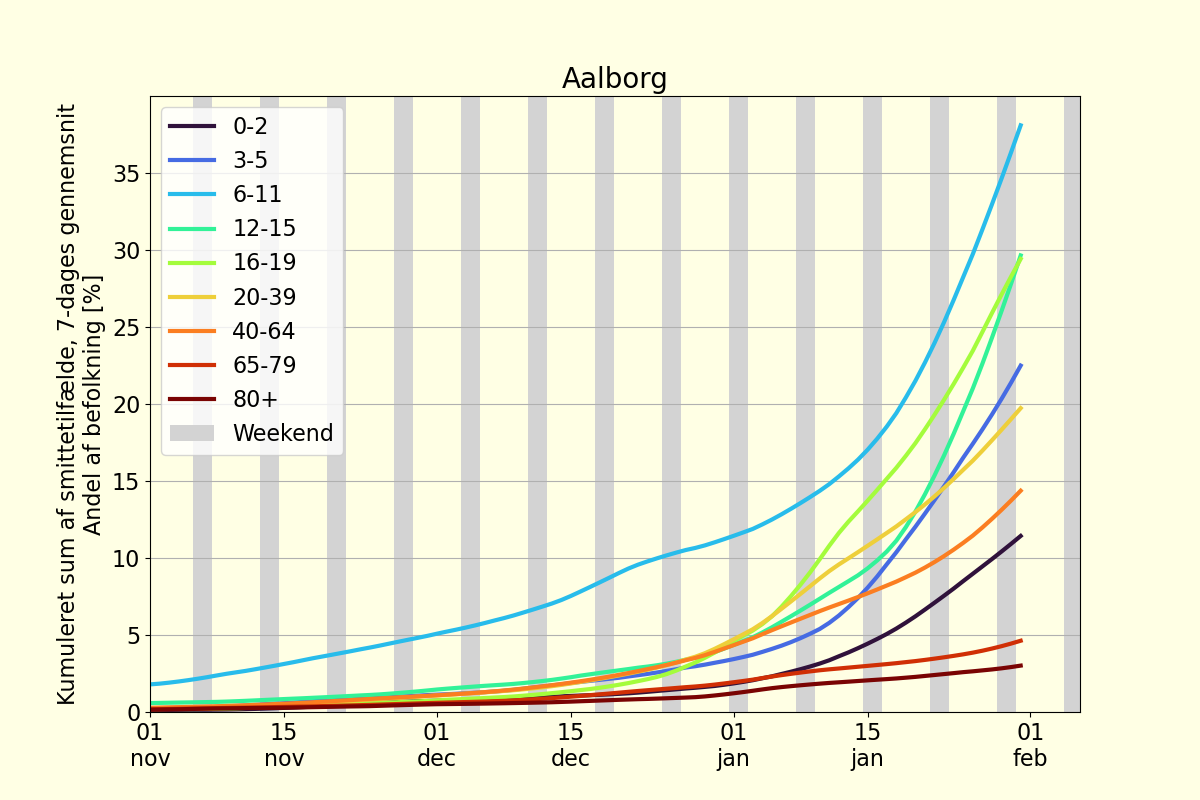 Aalborg
Kumuleret sum af smittetilfælde, 7-dages gennemsnit
Andel af befolkning [%]
35
30
25
20
15
10
5
0
0-2
3-5
6-11
12-15
16-19
20-39
40-64
65-79
80+
Weekend
01 15 01 15 01 15 01
nov nov dec dec jan jan feb